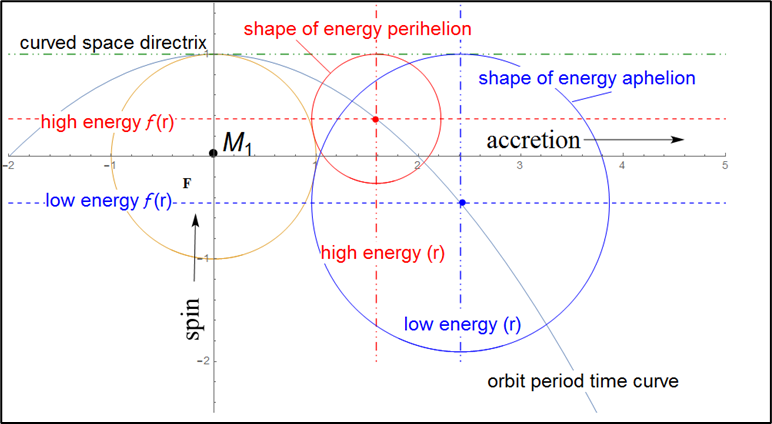 shape of energy perihelion
curved space directrix
shape of energy aphelion
high energy f(r)
accretion
M1
-2
-1
1
2
3
4
5
F
low energy f(r)
high energy (r)
-1
spin
low energy (r)
-2
orbit period time curve
1